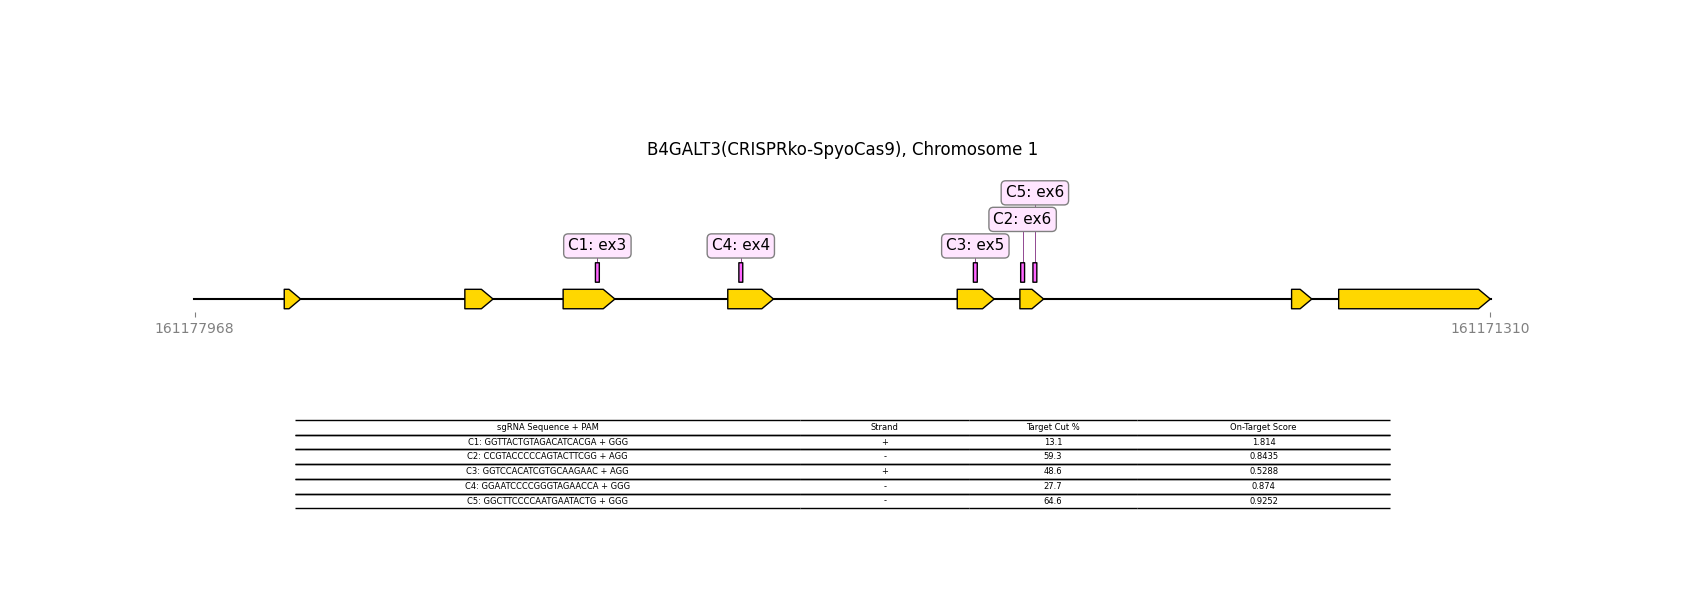 B4GALT3(CRISPRko-SpyoCas9), Chromosome 1
C5: ex6
C2: ex6
C1: ex3 C4: ex4 C3: ex5
161177968 161171310
sgRNA Sequence + PAM Strand Target Cut % On-Target Score
C1: GGTTACTGTAGACATCACGA + GGG + 13.1 1.814
C2: CCGTACCCCCAGTACTTCGG + AGG - 59.3 0.8435
C3: GGTCCACATCGTGCAAGAAC + AGG + 48.6 0.5288
C4: GGAATCCCCGGGTAGAACCA + GGG - 27.7 0.874
C5: GGCTTCCCCAATGAATACTG + GGG - 64.6 0.9252